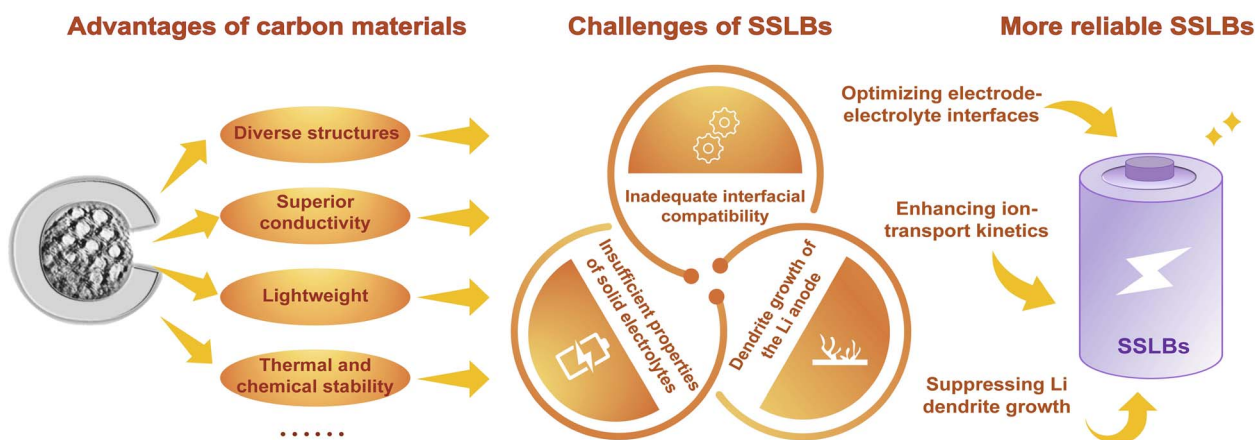 Advantages of carbon materials
Diverse structures
Superior
conductivity
Lightweight
Thermal and
chemical stability
......
Challenges of SSLBs
Inadequate interfacial
compatibility
Insufficient properties
of solid electrolytes
Dendrite growth of
the Li anode
More reliable SSLBs
Optimizing electrode-
electrolyte interfaces
Enhancing ion-
transport kinetics
Suppressing Li
dendrite growth
SSLBs